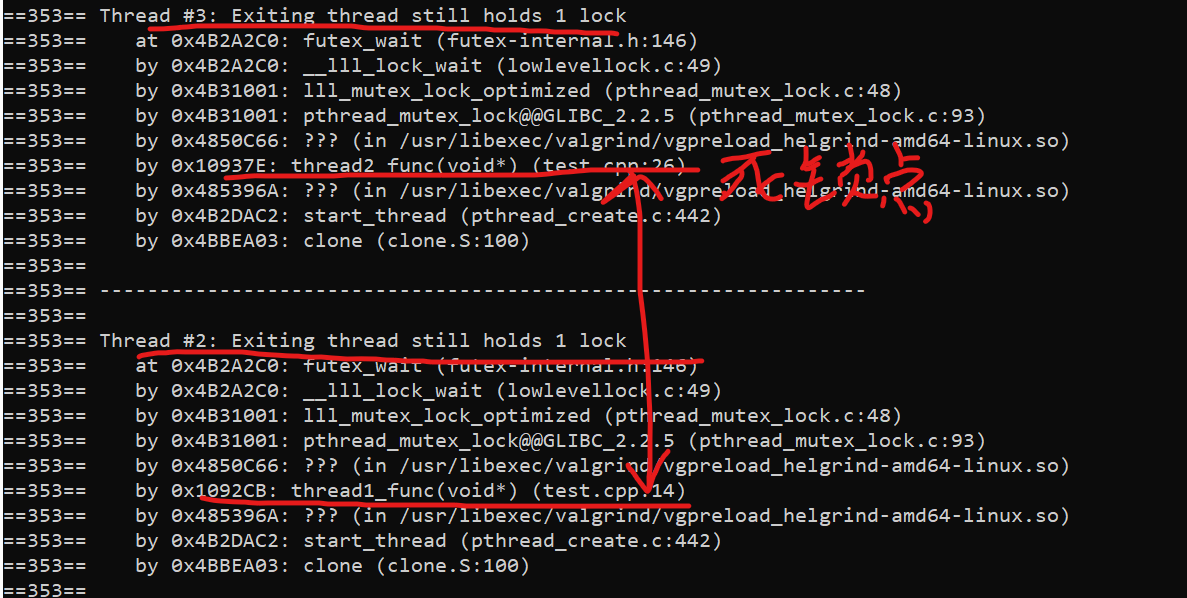 ==353== Thread #3: Exiting thread still holds 1 lock
==353==    at 0x4B2A2C0: futex_wait (futex-internal.h:146)
==353==    by 0x4B2A2C0: __lll_lock_wait (lowlevellock.c:49)
==353==    by 0x4B31001: lll_mutex_lock_optimized (pthread_mutex_lock.c:48)
==353==    by 0x4B31001: pthread_mutex_lock@@GLIBC_2.2.5 (pthread_mutex_lock.c:93)
==353==    by 0x4850C66: ??? (in /usr/libexec/valgrind/vgpreload_helgrind-amd64-linux.so)
==353==    by 0x10937E: thread2_func(void*) (test.cpp:26) 死锁点
==353==    by 0x485396A: ??? (in /usr/libexec/valgrind/vgpreload_helgrind-amd64-linux.so)
==353==    by 0x4B2DAC2: start_thread (pthread_create.c:442)
==353==    by 0x4BBEA03: clone (clone.S:100)
==353==
==353== ----------------------------------------------------------------
==353==
==353== Thread #2: Exiting thread still holds 1 lock
==353==    at 0x4B2A2C0: futex_wait (futex-internal.h:146)
==353==    by 0x4B2A2C0: __lll_lock_wait (lowlevellock.c:49)
==353==    by 0x4B31001: lll_mutex_lock_optimized (pthread_mutex_lock.c:48)
==353==    by 0x4B31001: pthread_mutex_lock@@GLIBC_2.2.5 (pthread_mutex_lock.c:93)
==353==    by 0x4850C66: ??? (in /usr/libexec/valgrind/vgpreload_helgrind-amd64-linux.so)
==353==    by 0x1092CB: thread1_func(void*) (test.cpp:14)
==353==    by 0x485396A: ??? (in /usr/libexec/valgrind/vgpreload_helgrind-amd64-linux.so)
==353==    by 0x4B2DAC2: start_thread (pthread_create.c:442)
==353==    by 0x4BBEA03: clone (clone.S:100)
==353==